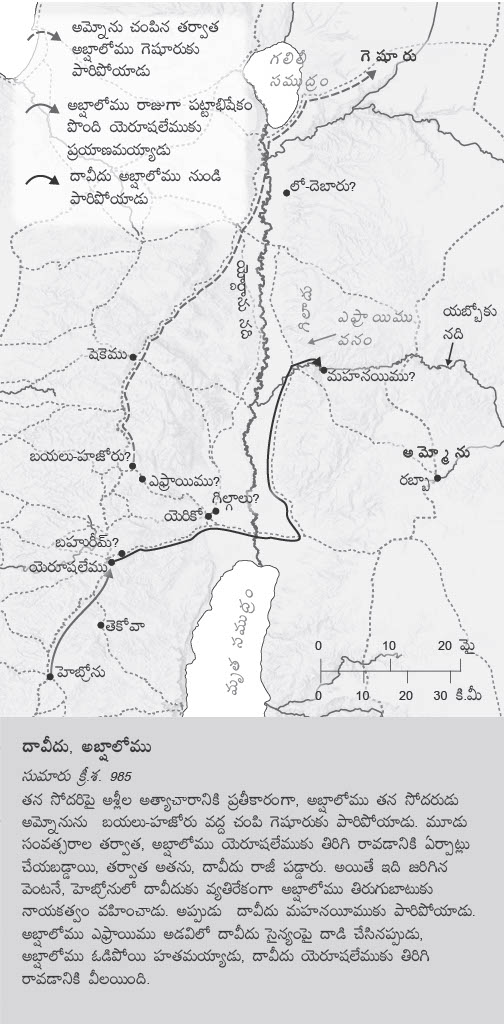 అమ్నోను చంపిన తర్వాత
అబ్షాలోము గెషూరుకు
పారిపోయాడు
అబ్షాలోము రాజుగా పట్టాభిషేకం
పొంది యెరూషలేముకు
ప్రయాణమయ్యాడు
దావీదు అబ్షాలోము నుండి
పారిపోయాడు
గలిలీ
సముద్రం
గెషూరు
లో-దెబారు?
గిలాదు
ఎఫ్రాయిము
వనం
యబ్బోకు
నది
షెకెము
మహనయిము?
అమ్మోను
రబ్బా
బయలు-హజోరు?
ఎఫ్రాయిము?
గిల్గాలు?
యెరికో
బహురీమ్?
యెరూషలేము
తెకోవా
హెబ్రోను
మృత సముద్రం
0 10 20 మై
0 10 20 30 కి.మీ
దావీదు, అబ్షాలోము
సుమారు క్రీ.శ. 985
తన సోదరిపై అశ్లీల అత్యాచారానికి ప్రతీకారంగా, అబ్షాలోము తన సోదరుడు
అమ్నోనును బయలు-హజోరు వద్ద చంపి గెషూరుకు పారిపోయాడు. మూడు
సంవత్సరాల తర్వాత, అబ్షాలోము యెరూషలేముకు తిరిగి రావడానికి ఏర్పాట్లు
చేయబడ్డాయి, తర్వాత అతను, దావీదు రాజీ పడ్డారు. అయితే ఇది జరిగిన
వెంటనే, హెబ్రోనులో దావీదుకు వ్యతిరేకంగా అబ్షాలోము తిరుగుబాటుకు
నాయకత్వం వహించాడు. అప్పుడు దావీదు మహనయీముకు పారిపోయాడు.
అబ్షాలోము ఎఫ్రాయిము అడవిలో దావీదు సైన్యంపై దాడి చేసినప్పుడు,
అబ్షాలోము ఓడిపోయి హతమయ్యాడు, దావీదు యెరూషలేముకు తిరిగి
రావడానికి వీలయింది.